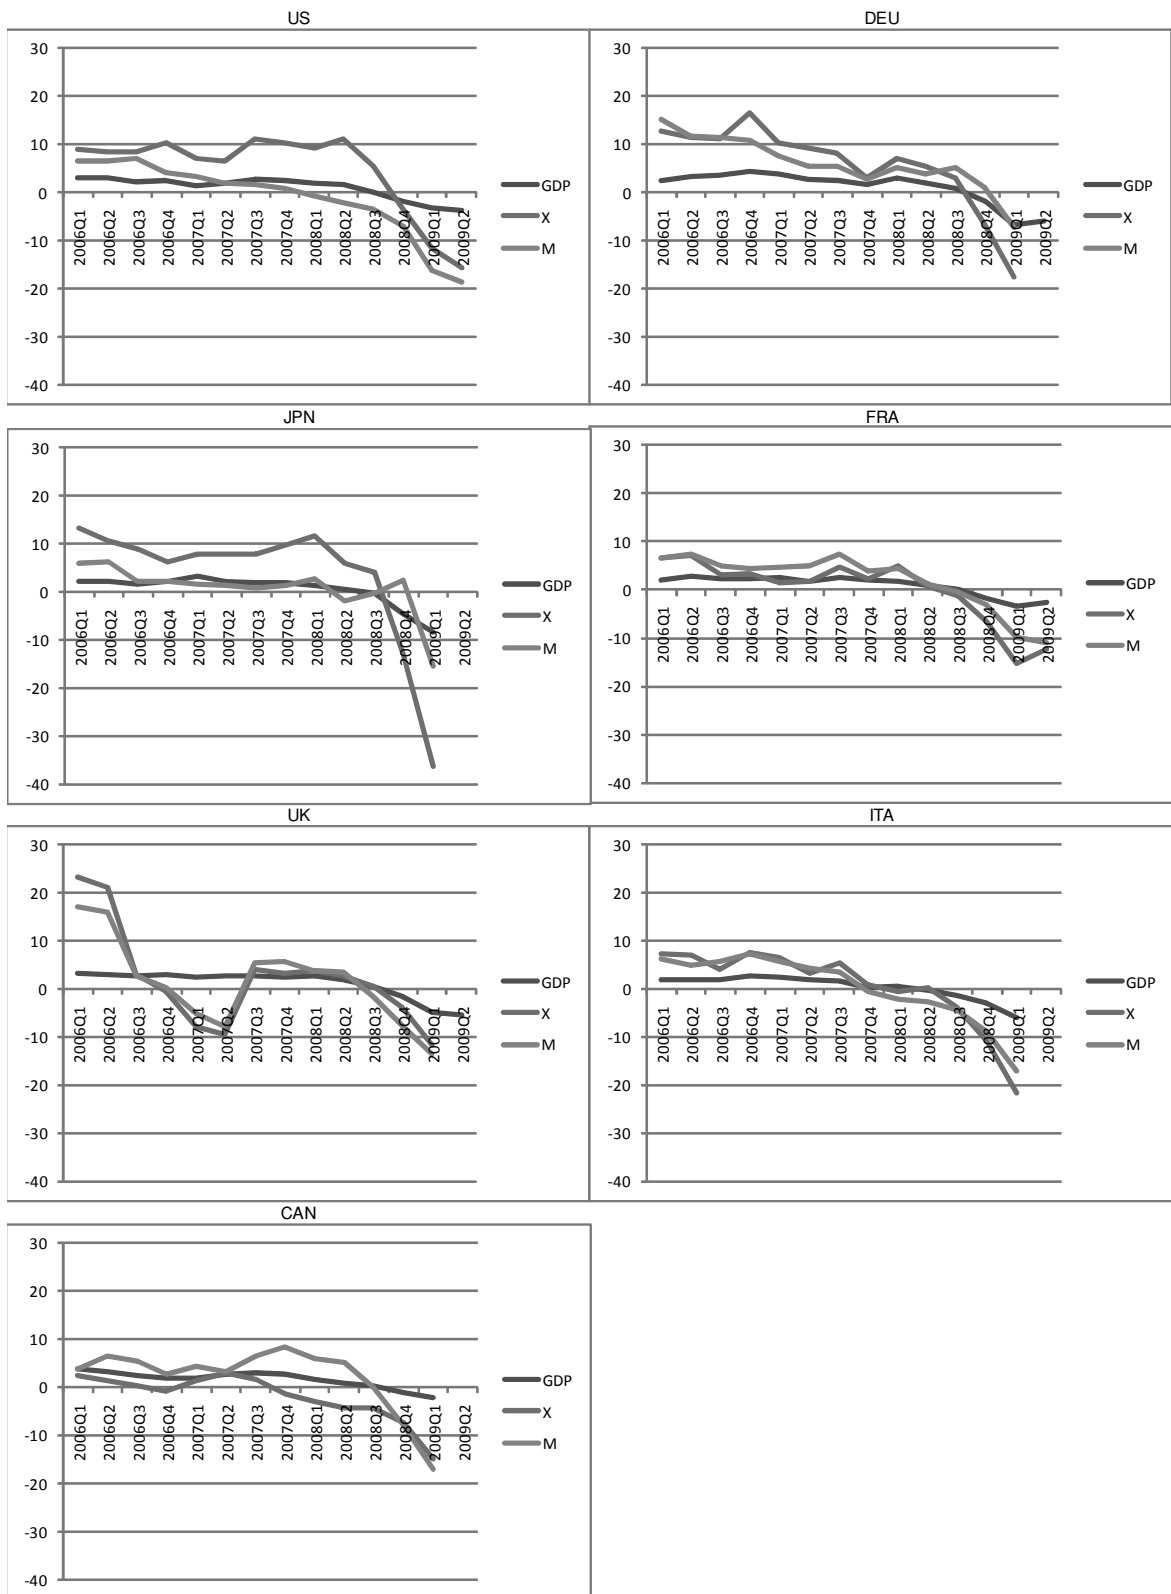 US
30
20
10
0
-10
-20
-30
-40
2006Q1
2006Q2
2006Q3
2006Q4
2007Q1
2007Q2
2007Q3
2007Q4
2008Q1
2008Q2
2008Q3
2008Q4
2009Q1
2009Q2
GDP
X
M
DEU
30
20
10
0
-10
-20
-30
-40
2006Q1
2006Q2
2006Q3
2006Q4
2007Q1
2007Q2
2007Q3
2007Q4
2008Q1
2008Q2
2008Q3
2008Q4
2009Q1
2009Q2
GDP
X
M
JPN
30
20
10
0
-10
-20
-30
-40
2006Q1
2006Q2
2006Q3
2006Q4
2007Q1
2007Q2
2007Q3
2007Q4
2008Q1
2008Q2
2008Q3
2008Q4
2009Q1
2009Q2
GDP
X
M
FRA
30
20
10
0
-10
-20
-30
-40
2006Q1
2006Q2
2006Q3
2006Q4
2007Q1
2007Q2
2007Q3
2007Q4
2008Q1
2008Q2
2008Q3
2008Q4
2009Q1
2009Q2
GDP
X
M
UK
30
20
10
0
-10
-20
-30
-40
2006Q1
2006Q2
2006Q3
2006Q4
2007Q1
2007Q2
2007Q3
2007Q4
2008Q1
2008Q2
2008Q3
2008Q4
2009Q1
2009Q2
GDP
X
M
ITA
30
20
10
0
-10
-20
-30
-40
2006Q1
2006Q2
2006Q3
2006Q4
2007Q1
2007Q2
2007Q3
2007Q4
2008Q1
2008Q2
2008Q3
2008Q4
2009Q1
2009Q2
GDP
X
M
CAN
30
20
10
0
-10
-20
-30
-40
2006Q1
2006Q2
2006Q3
2006Q4
2007Q1
2007Q2
2007Q3
2007Q4
2008Q1
2008Q2
2008Q3
2008Q4
2009Q1
2009Q2
GDP
X
M